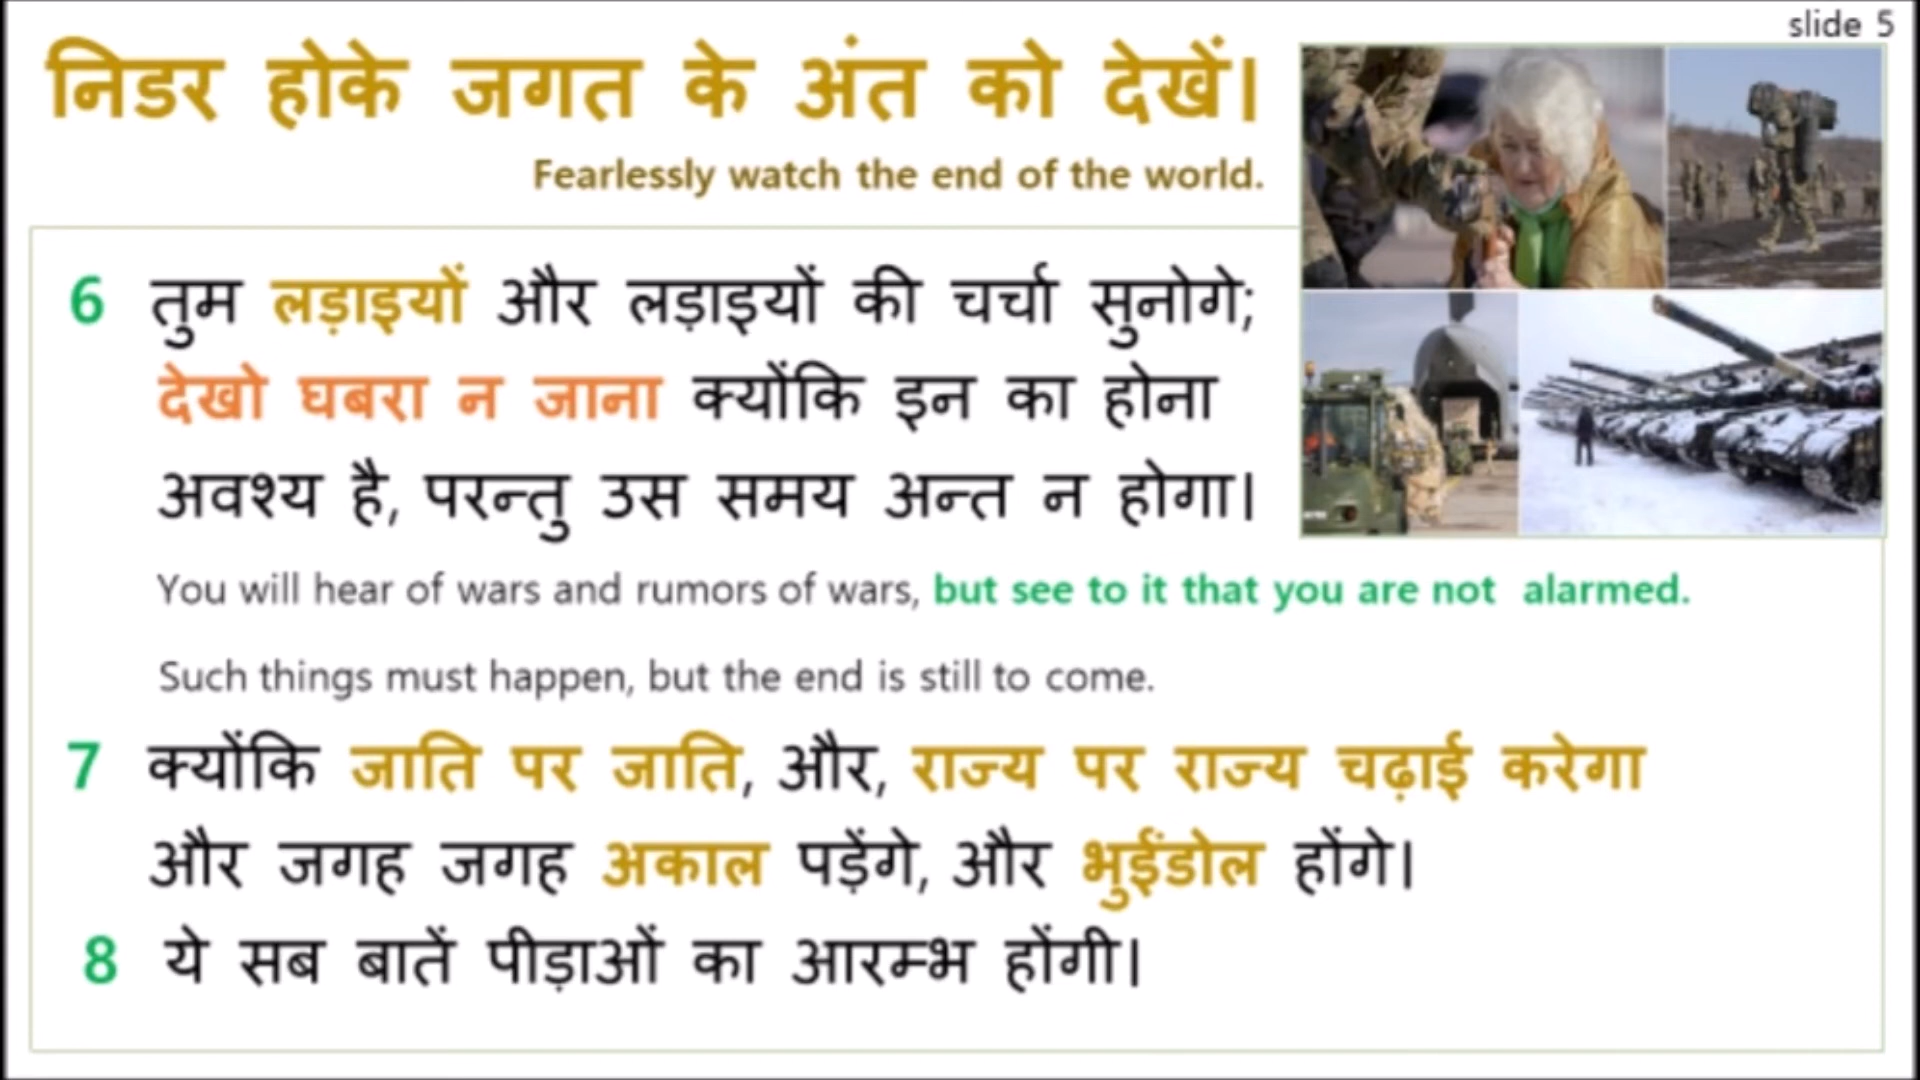 slide 5
निडर होके जगत के अंत को देखें।
Fearlessly watch the end of the world.
6 तुम लड़ाइयों और लड़ाइयों की चर्चा सुनोगे;
देखो घबरा न जाना क्योंकि इन का होना
अवश्य है, परन्तु उस समय अन्त न होगा।
You will hear of wars and rumors of wars, but see to it that you are not alarmed.
Such things must happen, but the end is still to come.
7 क्योंकि जाति पर जाति, और, राज्य पर राज्य चढ़ाई करेगा
और जगह जगह अकाल पड़ेंगे, और भुईंडोल होंगे।
8 ये सब बातें पीड़ाओं का आरम्भ होंगी।